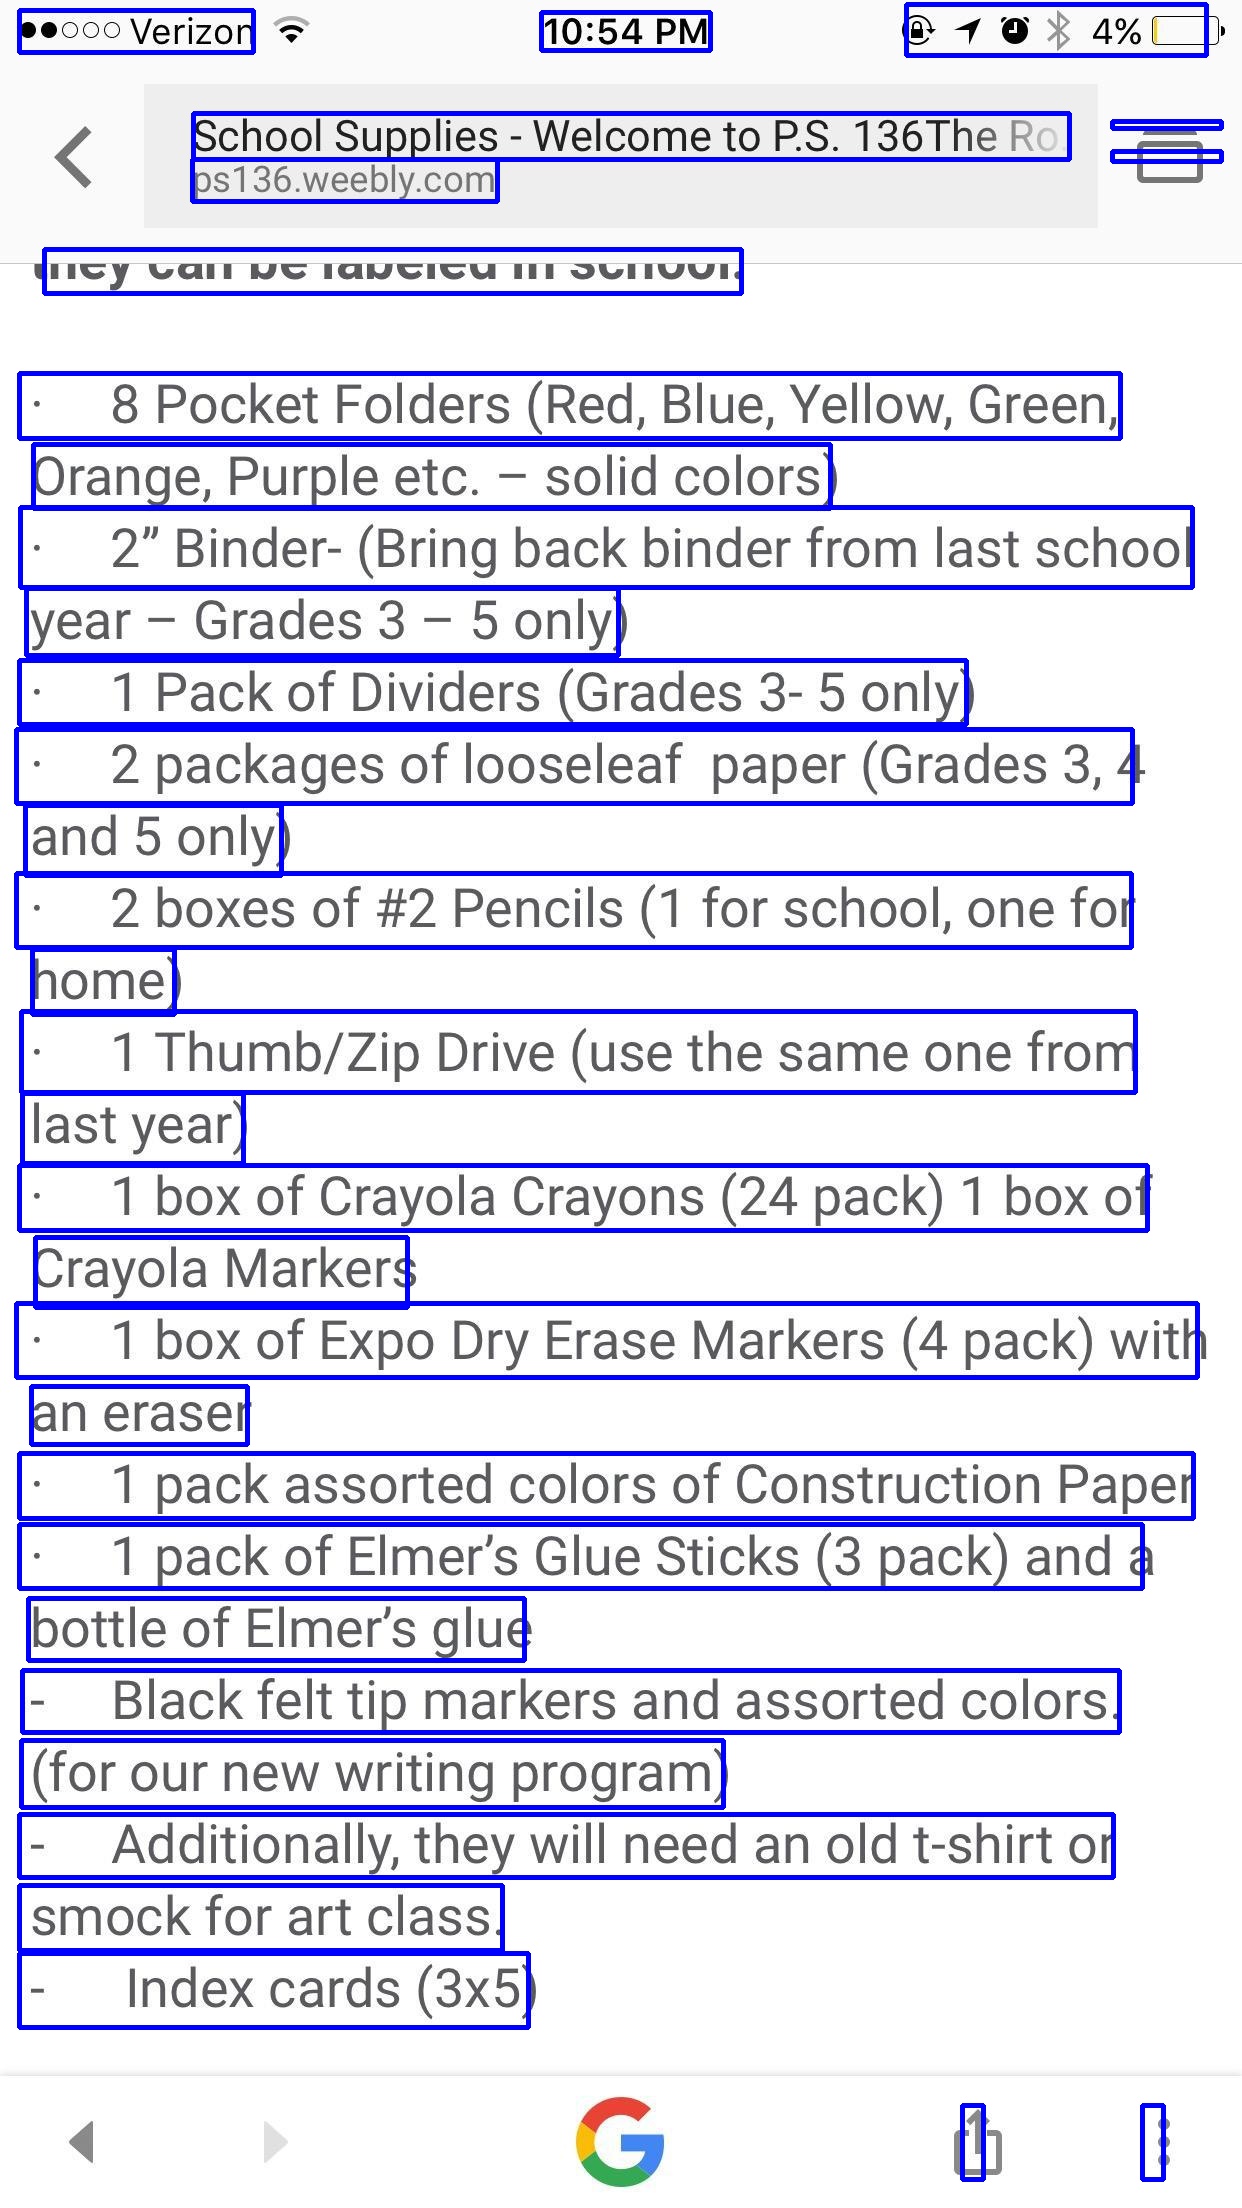 Verizon 10:54 PM 4%
School Supplies - Welcome to P.S. 136The Ro
ps136.weebly.com
they can be labeled in school.
· 8 Pocket Folders (Red, Blue, Yellow, Green,
Orange, Purple etc. – solid colors)
· 2” Binder- (Bring back binder from last school
year – Grades 3 – 5 only)
· 1 Pack of Dividers (Grades 3- 5 only)
· 2 packages of looseleaf  paper (Grades 3, 4
and 5 only)
· 2 boxes of #2 Pencils (1 for school, one for
home)
· 1 Thumb/Zip Drive (use the same one from
last year)
· 1 box of Crayola Crayons (24 pack) 1 box of
Crayola Markers
· 1 box of Expo Dry Erase Markers (4 pack) with
an eraser
· 1 pack assorted colors of Construction Paper
· 1 pack of Elmer’s Glue Sticks (3 pack) and a
bottle of Elmer’s glue
- Black felt tip markers and assorted colors.
(for our new writing program)
- Additionally, they will need an old t-shirt or
smock for art class.
- Index cards (3x5)